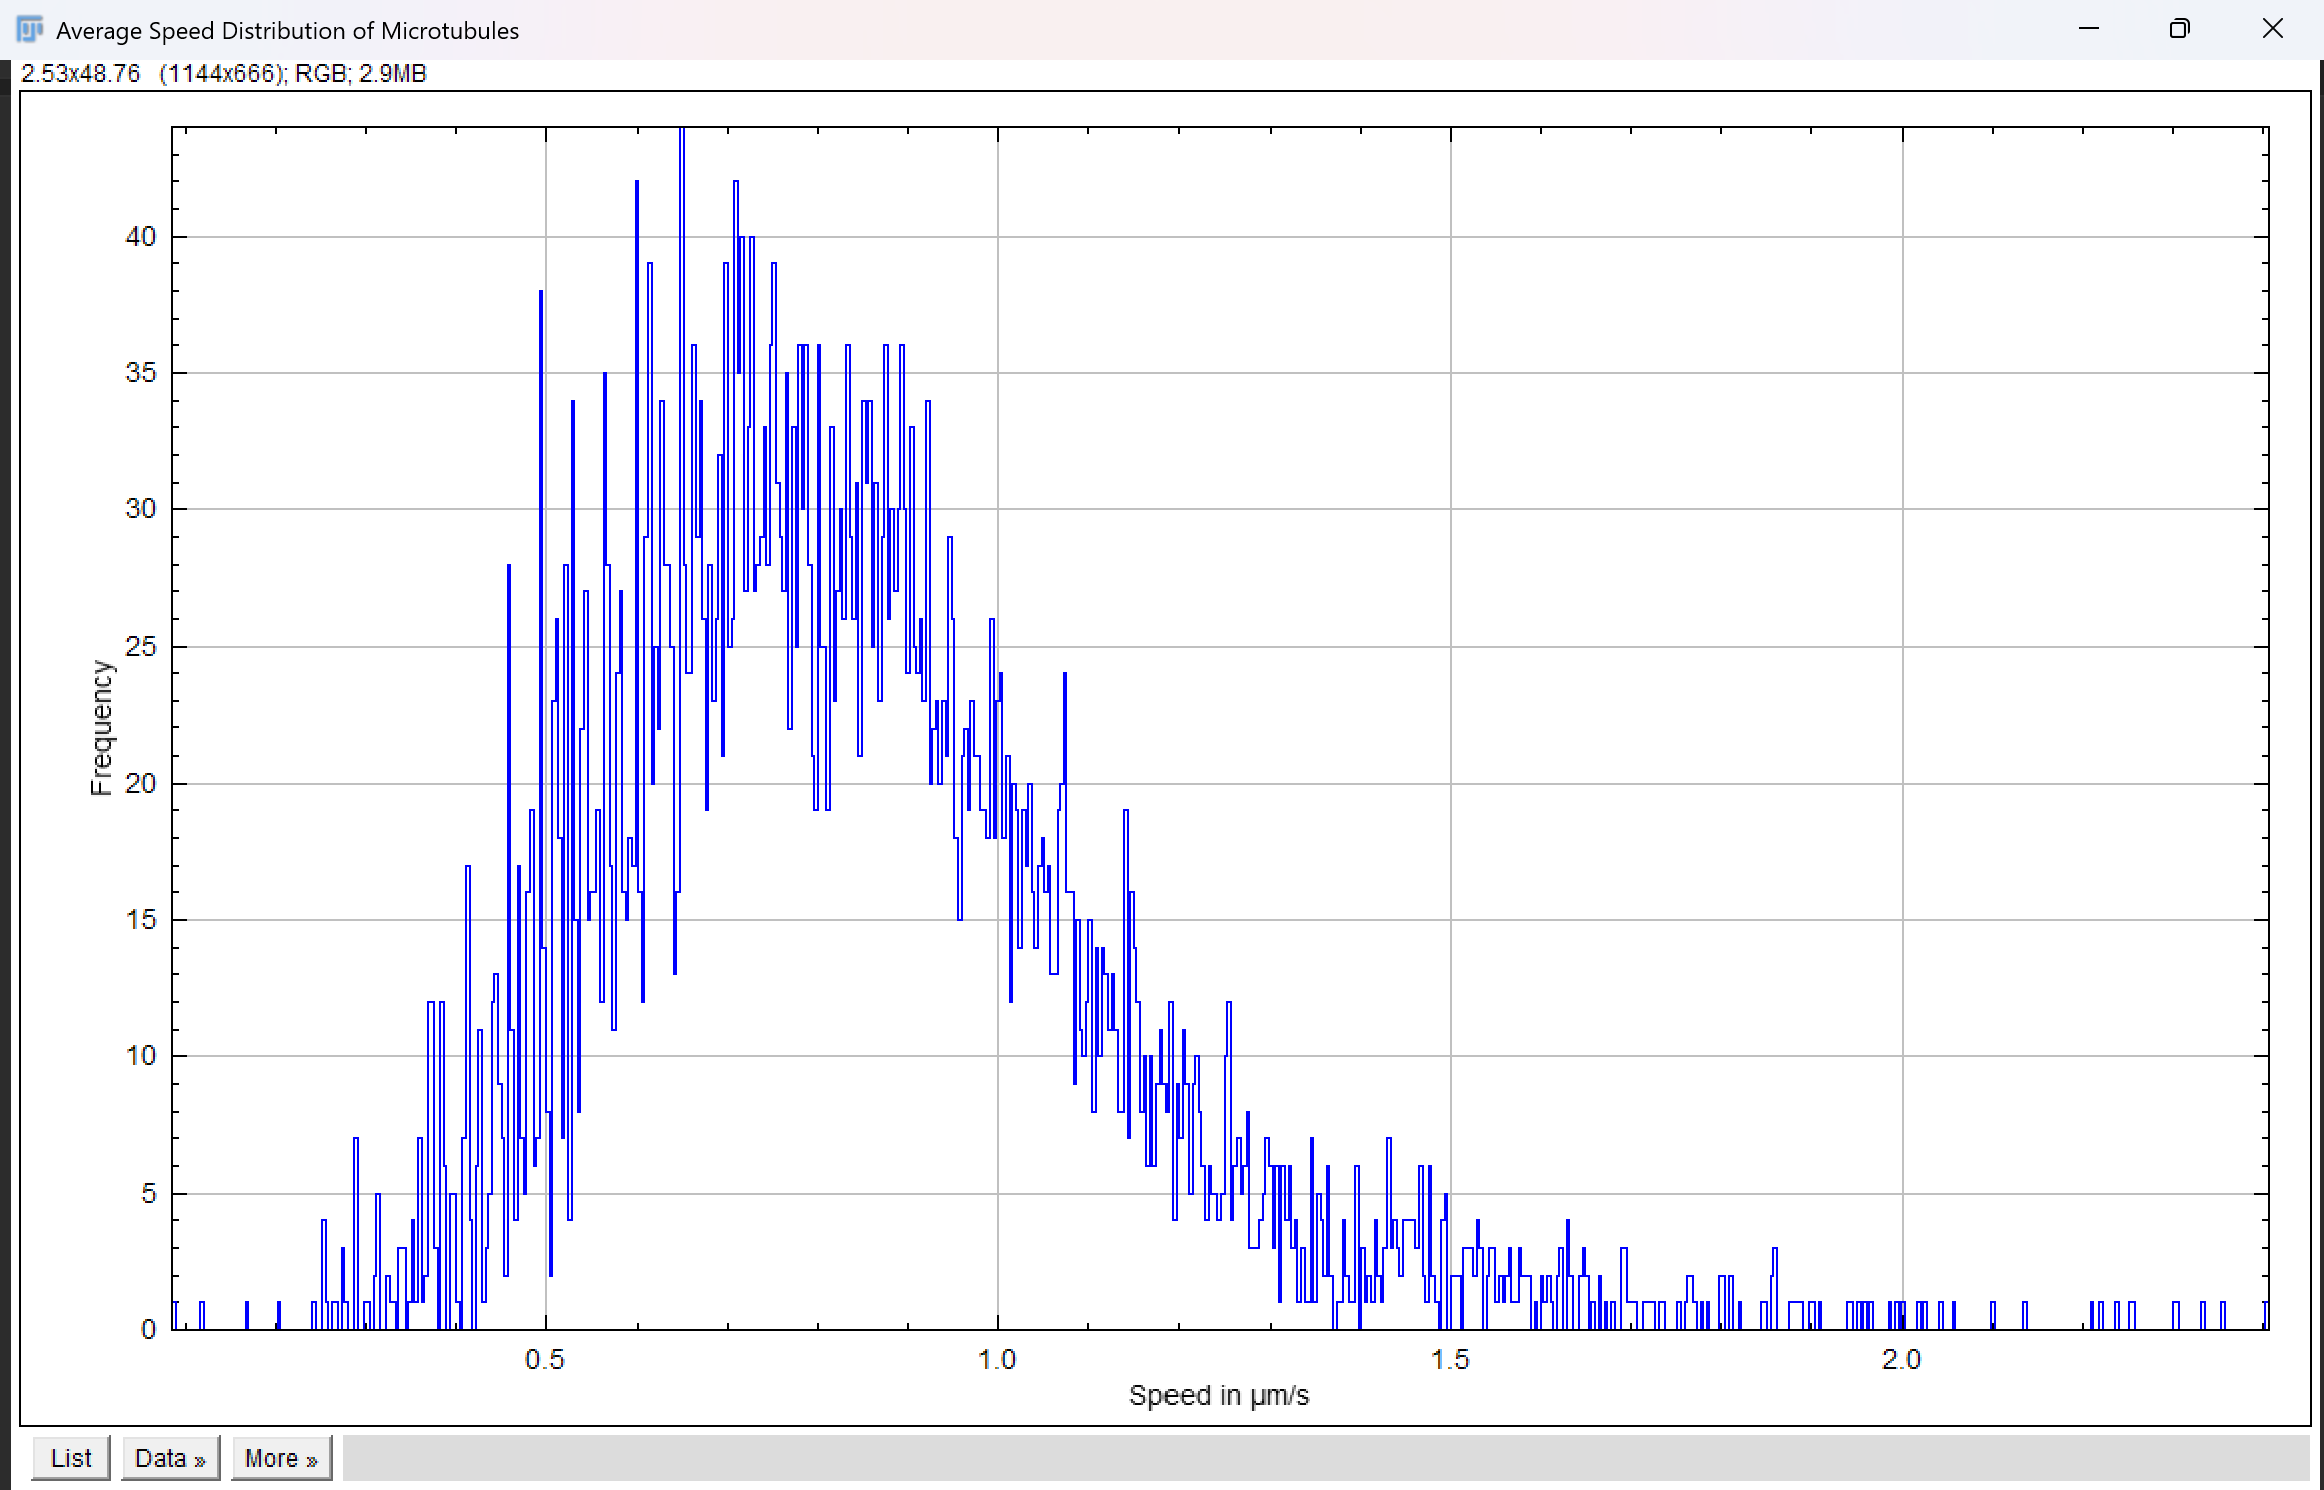 Average Speed Distribution of Microtubules
2.53x48.76 (1144x666); RGB; 2.9MB
40
35
30
25
20
15
10
5
0
Frequency
0.5 1.0 1.5 2.0
Speed in µm/s
List Data » More »